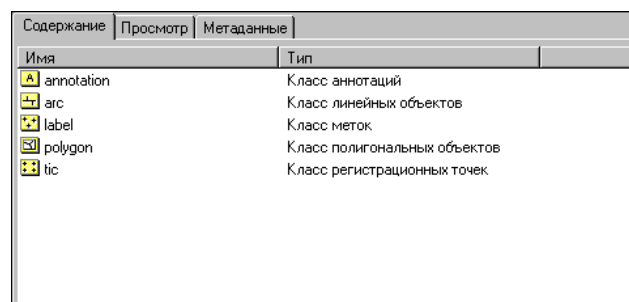 Содержание Просмотр Метаданные
Имя Тип
A annotation Класс аннотаций
arc Класс линейных объектов
label Класс меток
polygon Класс полигональных объектов
tic Класс регистрационных точек